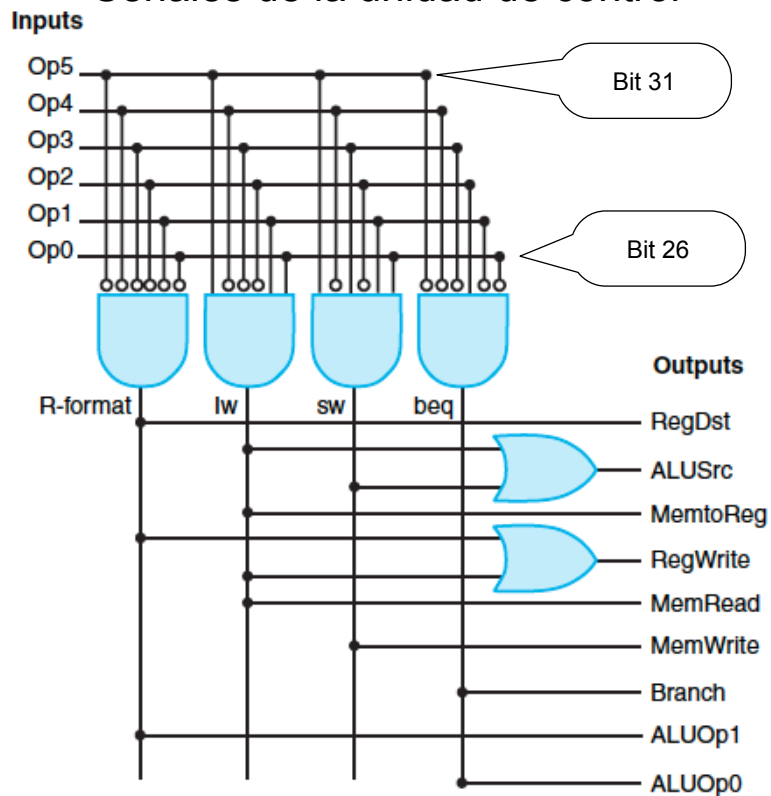 Señales de la unidad de control
Inputs
Op5
Bit 31
Op4
Op3
Op2
Op1
Op0
Bit 26
Outputs
R-format lw sw beq
RegDst
ALUSrc
MemtoReg
RegWrite
MemRead
MemWrite
Branch
ALUOp1
ALUOp0